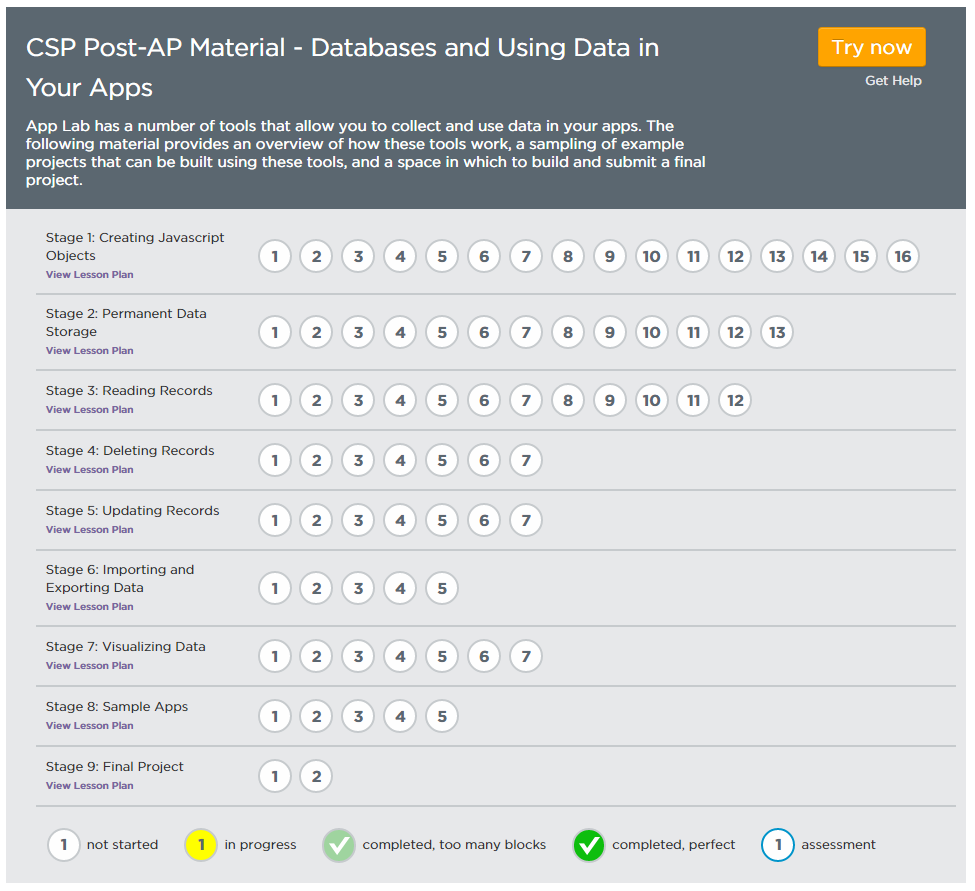 CSP Post-AP Material - Databases and Using Data in
Your Apps
Try now
Get Help
App Lab has a number of tools that allow you to collect and use data in your apps. The
following material provides an overview of how these tools work, a sampling of example
projects that can be built using these tools, and a space in which to build and submit a final
project.
Stage 1: Creating Javascript
Objects
View Lesson Plan
1 2 3 4 5 6 7 8 9 10 11 12 13 14 15 16
Stage 2: Permanent Data
Storage
View Lesson Plan
1 2 3 4 5 6 7 8 9 10 11 12 13
Stage 3: Reading Records
View Lesson Plan
1 2 3 4 5 6 7 8 9 10 11 12
Stage 4: Deleting Records
View Lesson Plan
1 2 3 4 5 6 7
Stage 5: Updating Records
View Lesson Plan
1 2 3 4 5 6 7
Stage 6: Importing and
Exporting Data
View Lesson Plan
1 2 3 4 5
Stage 7: Visualizing Data
View Lesson Plan
1 2 3 4 5 6 7
Stage 8: Sample Apps
View Lesson Plan
1 2 3 4 5
Stage 9: Final Project
View Lesson Plan
1 2
1 not started 1 in progress completed, too many blocks completed, perfect 1 assessment